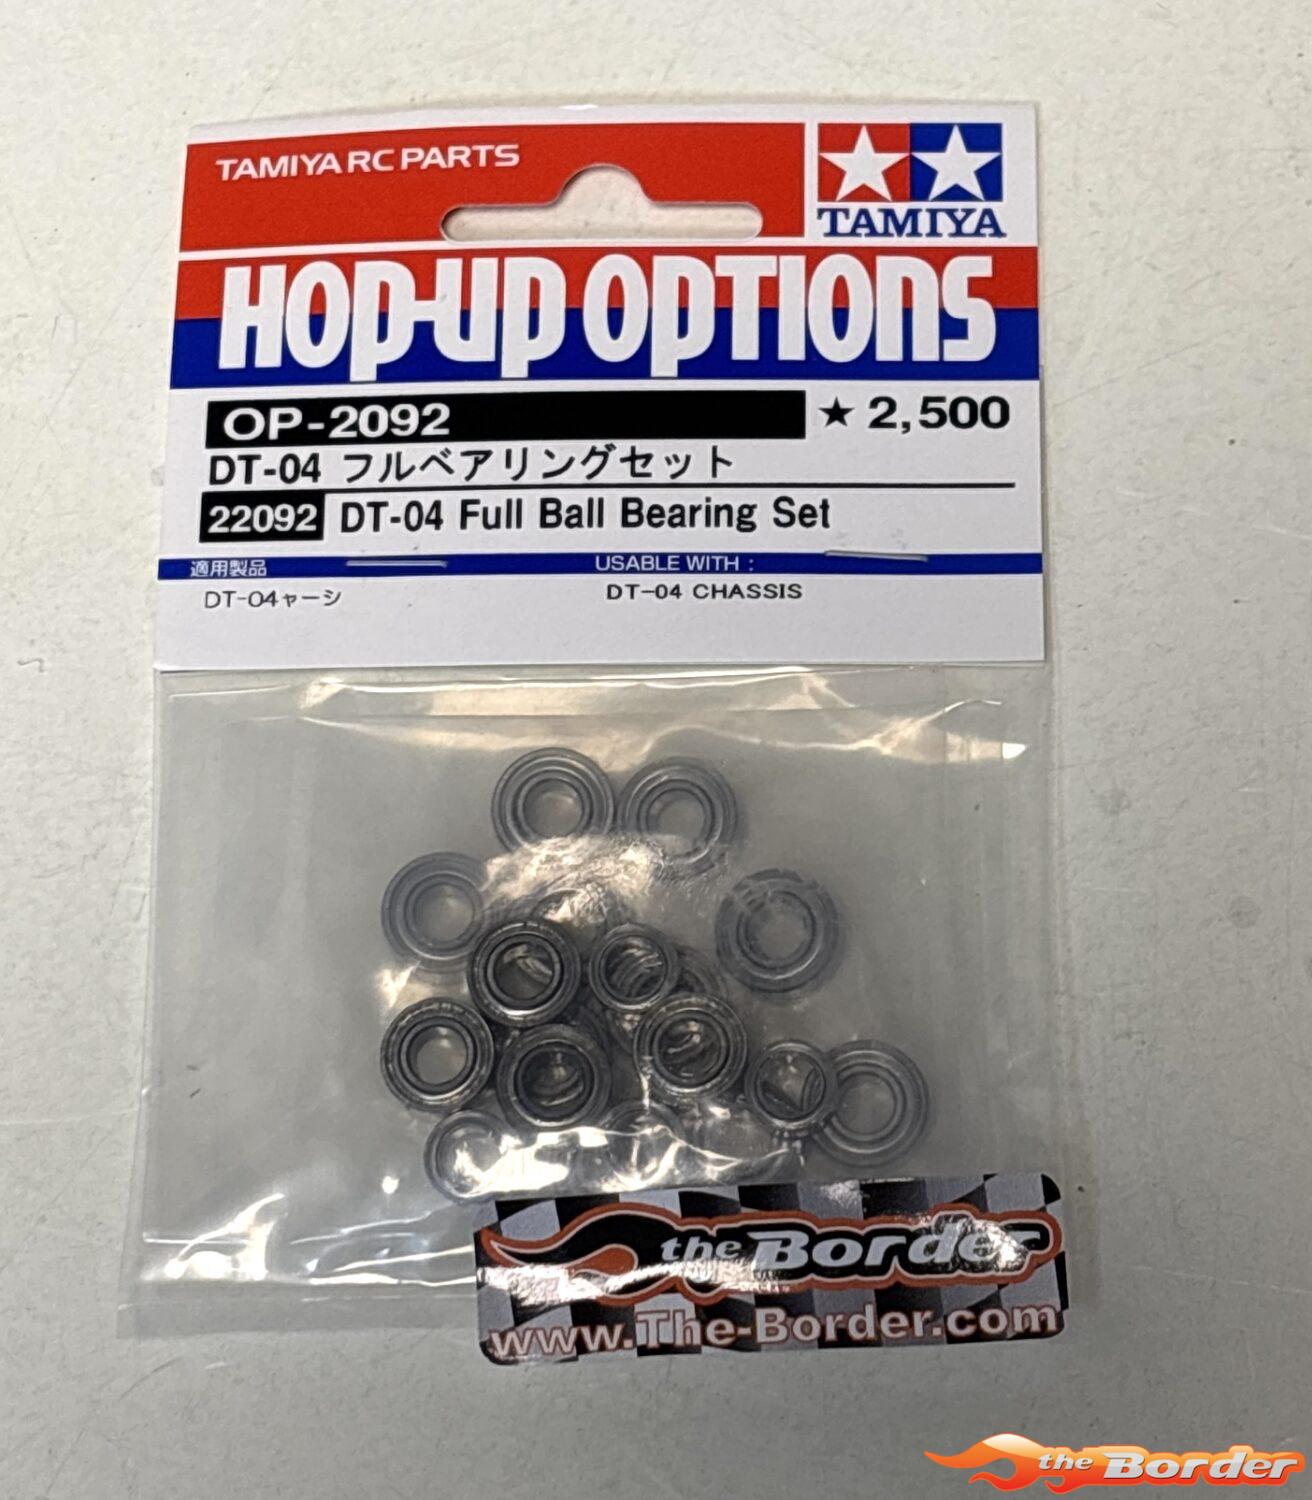 TAMIYA RC PARTS
TAMIYA
HOP-UP OPTIONS
OP-2092
★ 2,500
DT-04 フルベアリングセット
22092 DT-04 Full Ball Bearing Set
適用製品
USABLE WITH :
DT-04ャーシ
DT-04 CHASSIS
the Border
www.The-Border.com
the Border